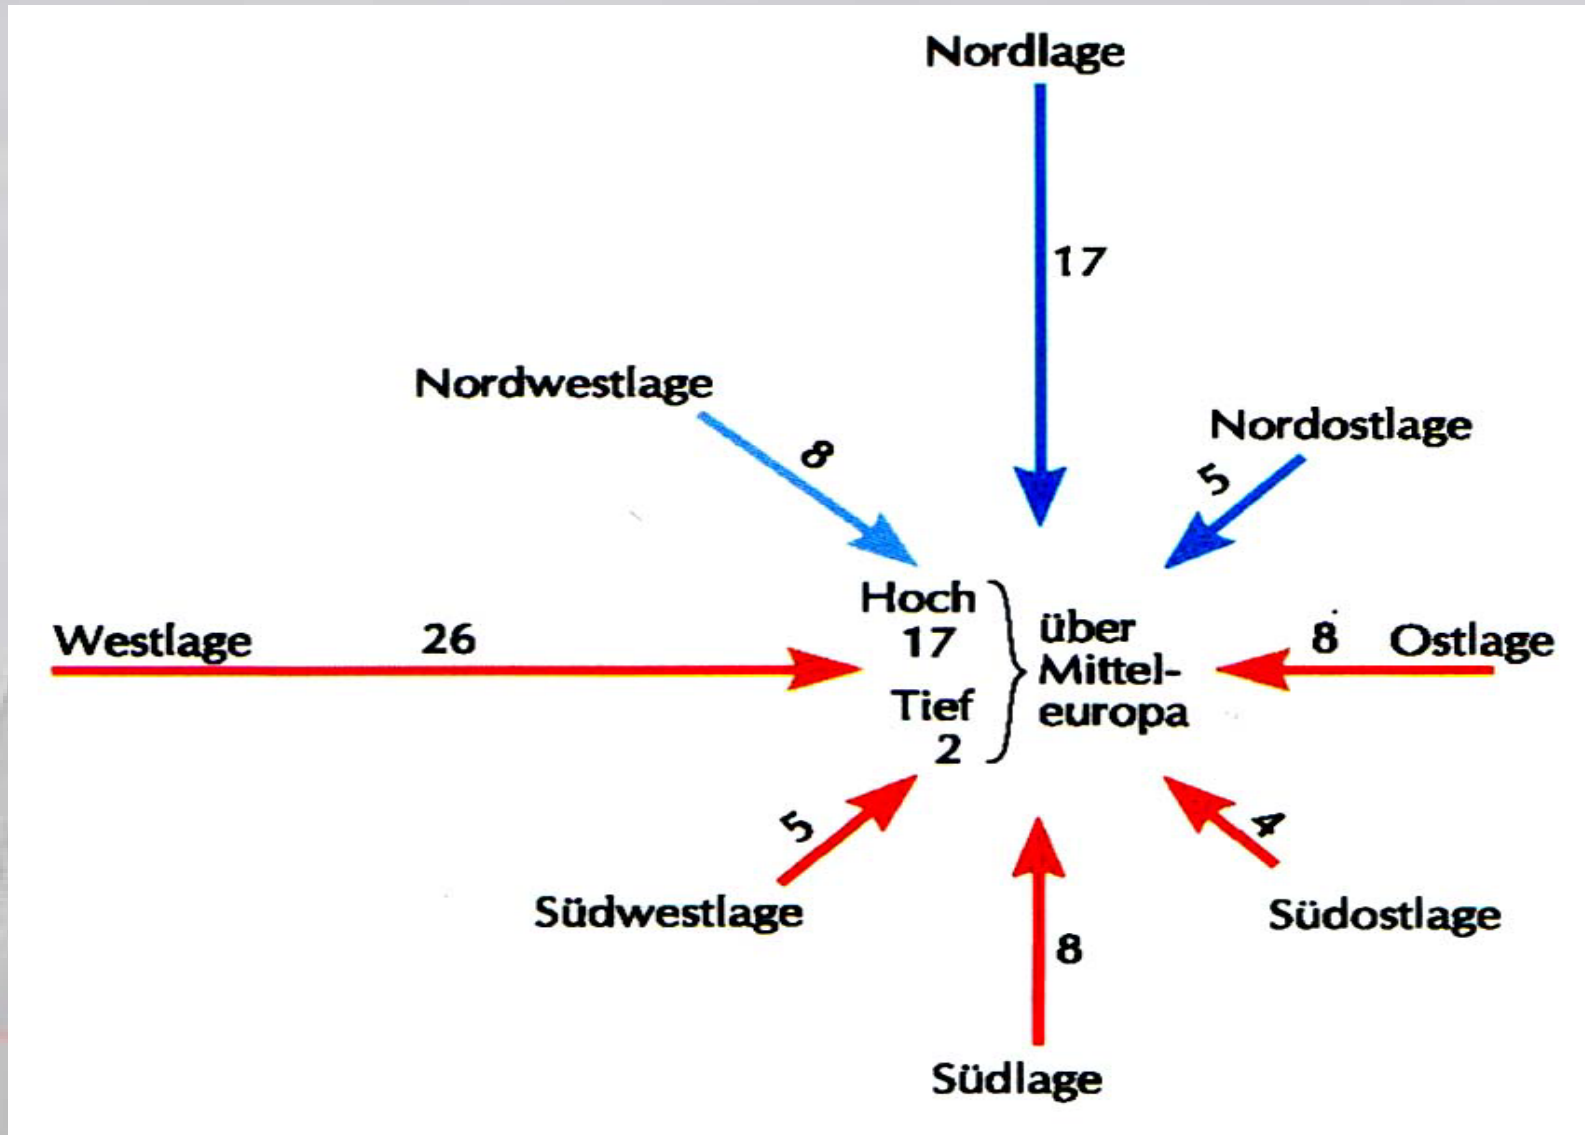 Nordlage
17
Nordwestlage
8
Nordostlage
5
Westlage
26
Hoch
17
Tief
2
über
Mittel-
europa
8
Ostlage
5
Südwestlage
8
Südlage
4
Südostlage